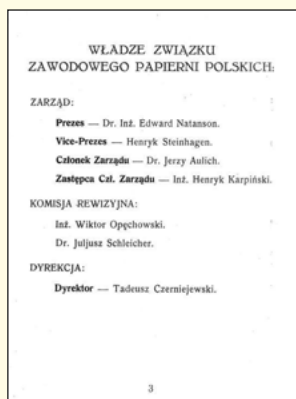 WŁADZE ZWIĄZKU
ZAWODOWEGO PAPIERNI POLSKICH:
ZARZĄD:
Prezes — Dr. Inż. Edward Natanson.
Vice-Prezes — Henryk Steinhagen.
Członek Zarządu — Dr. Jerzy Aulich.
Zastępca Czł. Zarządu — Inż. Henryk Karpiński.
KOMISJA REWIZYJNA:
Inż. Wiktor Opęchowski.
Dr. Juljusz Schleicher.
DYREKCJA:
Dyrektor — Tadeusz Czerniejewski.
3